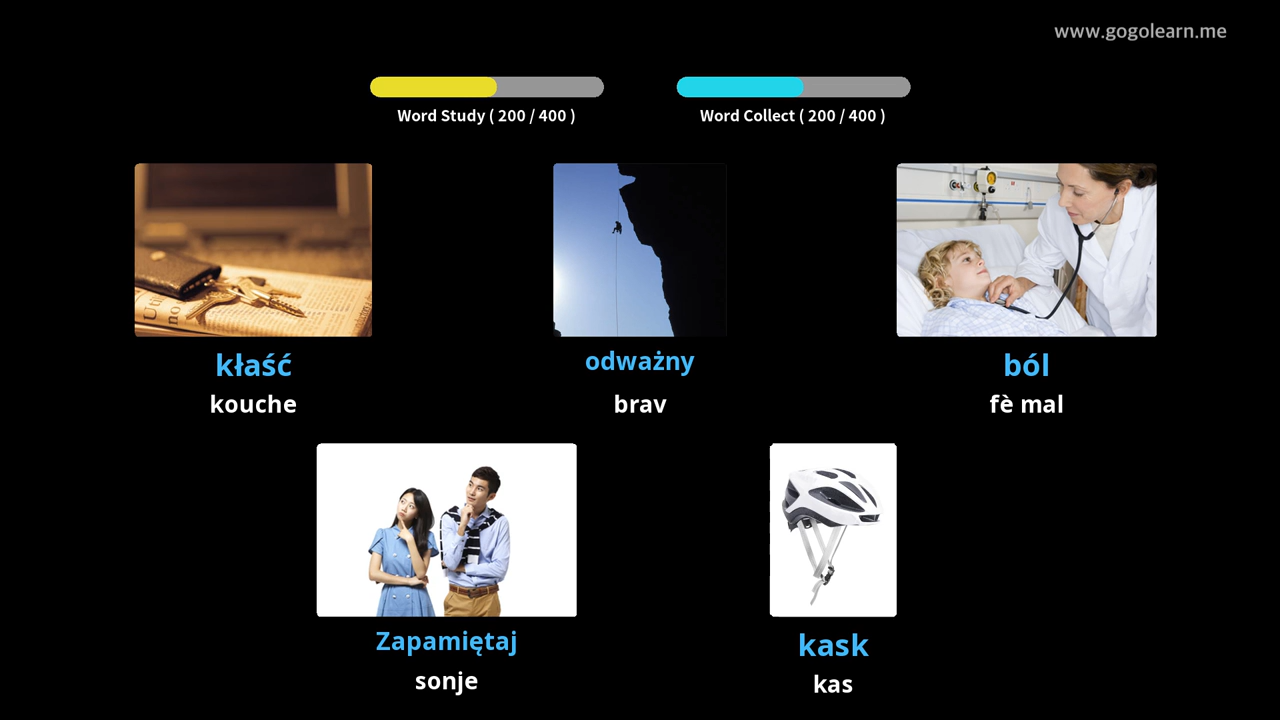 www.gogolearn.me
Word Study ( 200 / 400 )
Word Collect ( 200 / 400 )
kłaść
kouche
odważny
brav
ból
fè mal
Zapamiętaj
sonje
kask
kas